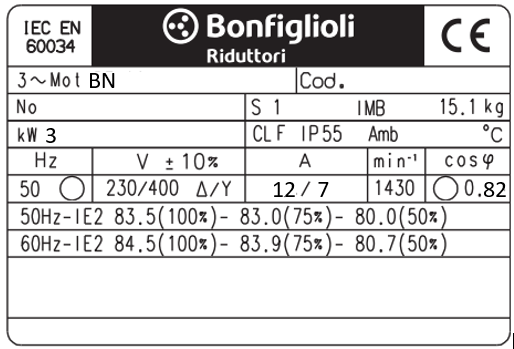 IEC EN
60034
Bonfiglioli
Riduttori
CE
3~Mot BN Cod.
No S 1 IMB 15.1 kg
kW 3 CL F IP55 Amb °C
Hz V ± 10% A min⁻¹ cosφ
50 230/400 Δ/Y 12 / 7 1430 0.82
50Hz-IE2 83.5(100%)- 83.0(75%)- 80.0(50%)
60Hz-IE2 84.5(100%)- 83.9(75%)- 80.7(50%)